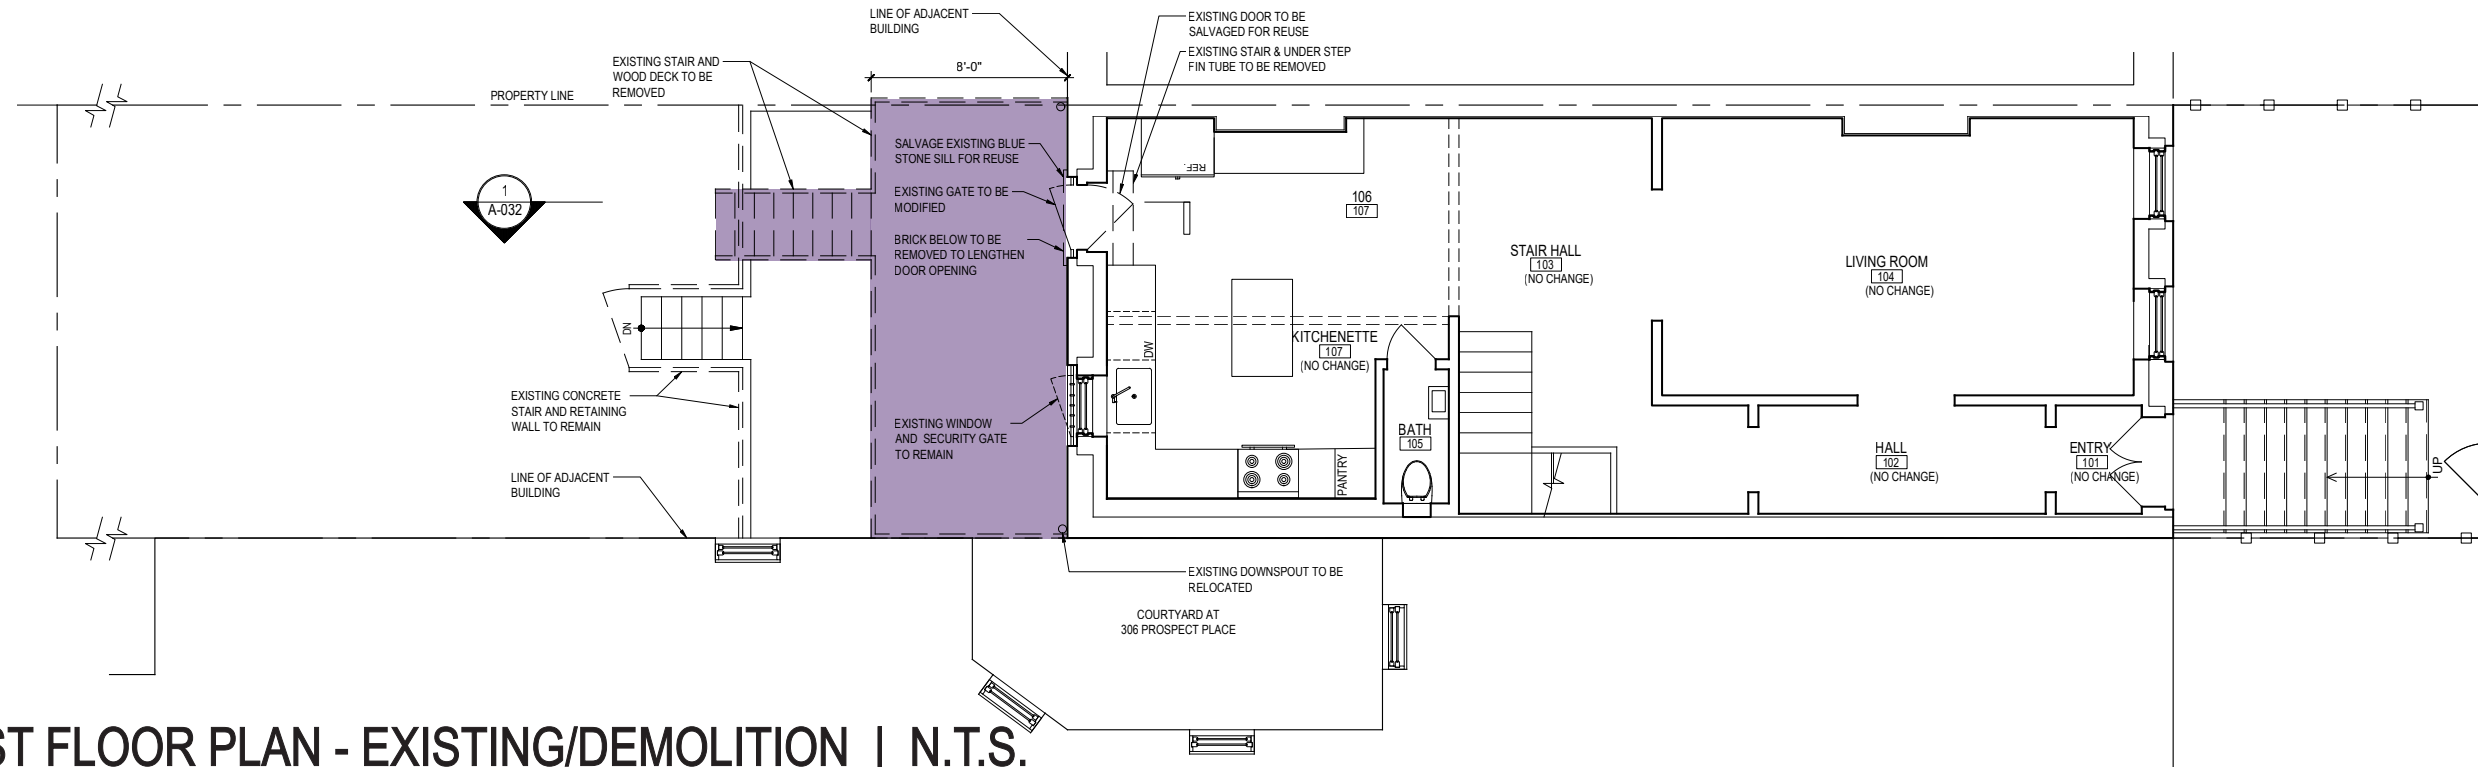 LINE OF ADJACENT
BUILDING
EXISTING DOOR TO BE
SALVAGED FOR REUSE
EXISTING STAIR & UNDER STEP
FIN TUBE TO BE REMOVED
EXISTING STAIR AND
WOOD DECK TO BE
REMOVED
8'-0"
PROPERTY LINE
SALVAGE EXISTING BLUE
STONE SILL FOR REUSE
EXISTING GATE TO BE
MODIFIED
BRICK BELOW TO BE
REMOVED TO LENGTHEN
DOOR OPENING
1
A-032
REF.
106
107
STAIR HALL
103
(NO CHANGE)
LIVING ROOM
104
(NO CHANGE)
DN
KITCHENETTE
107
(NO CHANGE)
DW
EXISTING CONCRETE
STAIR AND RETAINING
WALL TO REMAIN
EXISTING WINDOW
AND SECURITY GATE
TO REMAIN
BATH
105
PANTRY
HALL
102
(NO CHANGE)
ENTRY
101
(NO CHANGE)
UP
LINE OF ADJACENT
BUILDING
EXISTING DOWNSPOUT TO BE
RELOCATED
COURTYARD AT
306 PROSPECT PLACE
ST FLOOR PLAN - EXISTING/DEMOLITION | N.T.S.